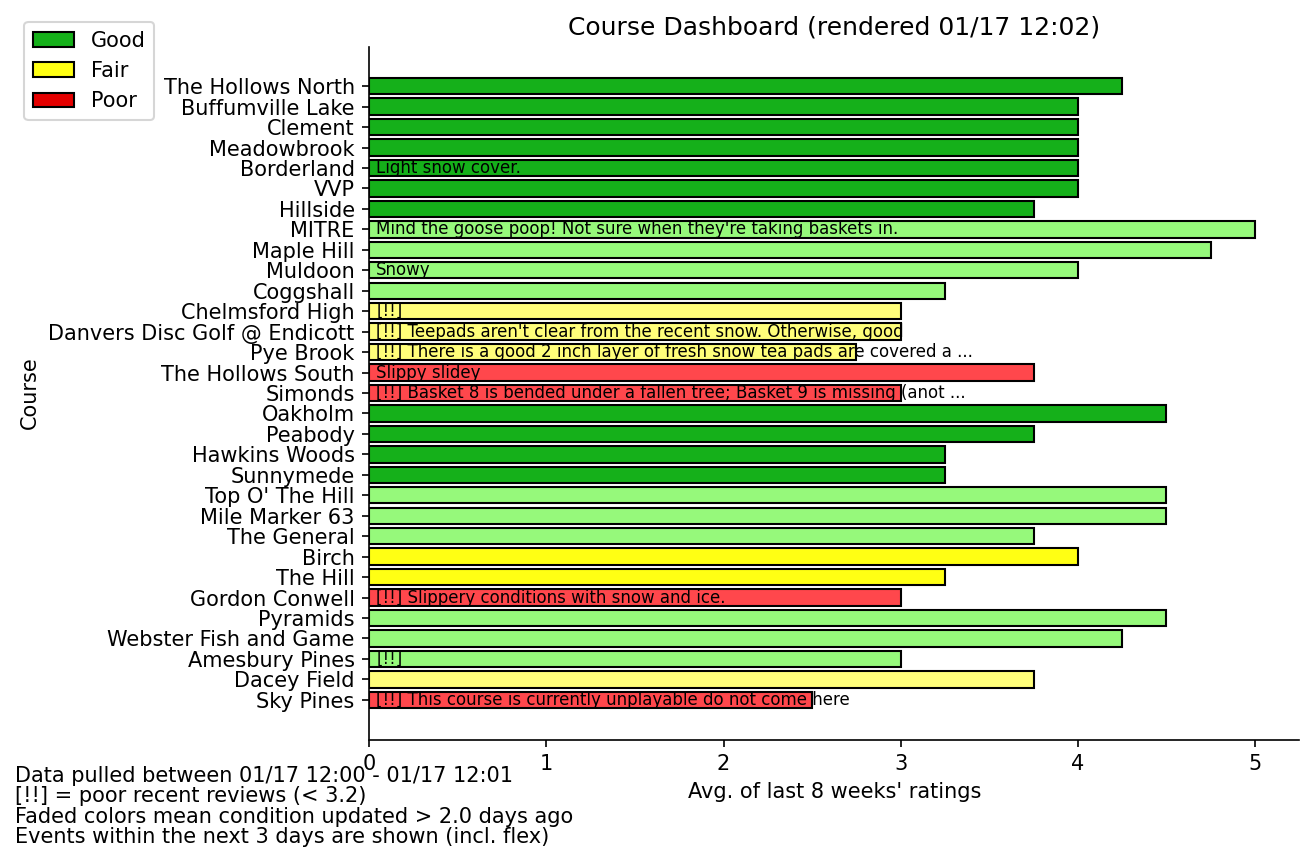 Course Dashboard (rendered 01/17 12:02)
Good
Fair
Poor
The Hollows North
Buffumville Lake
Clement
Meadowbrook
Borderland
Light snow cover.
VVP
Hillside
MITRE
Mind the goose poop! Not sure when they're taking baskets in.
Maple Hill
Muldoon
Snowy
Coggshall
Chelmsford High
[!!]
Danvers Disc Golf @ Endicott
[!!] Teepads aren't clear from the recent snow. Otherwise, good
Pye Brook
[!!] There is a good 2 inch layer of fresh snow tea pads are covered a ...
The Hollows South
Slippy slidey
Simonds
[!!] Basket 8 is bended under a fallen tree; Basket 9 is missing (anot ...
Oakholm
Peabody
Hawkins Woods
Sunnymede
Top O' The Hill
Mile Marker 63
The General
Birch
The Hill
Gordon Conwell
[!!] Slippery conditions with snow and ice.
Pyramids
Webster Fish and Game
Amesbury Pines
[!!]
Dacey Field
Sky Pines
[!!] This course is currently unplayable do not come here
Course
0 1 2 3 4 5
Avg. of last 8 weeks' ratings
Data pulled between 01/17 12:00 - 01/17 12:01
[!!] = poor recent reviews (< 3.2)
Faded colors mean condition updated > 2.0 days ago
Events within the next 3 days are shown (incl. flex)